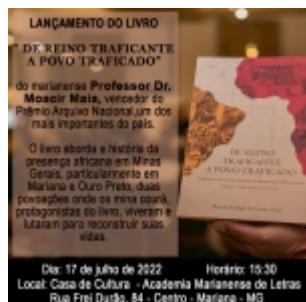 LANÇAMENTO DO LIVRO
"DE REINO TRAFICANTE
A POVO TRAFICADO"
do marianense Professor Dr.
Moacir Maia, vencedor do
Prêmio Arquivo Nacional, um dos
mais importantes do país.
O livro aborda a história da
presença africana em Minas
Gerais, particularmente em
Mariana e Ouro Preto, duas
povoações onde os mina courá,
protagonistas do livro, viveram e
lutaram para reconstruir suas
vidas.
DE REINO
TRAFICANTE
A POVO TRAFICADO
Dia: 17 de julho de 2022 Horário: 15:30
Local: Casa de Cultura - Academia Marianense de Letras
Rua Frei Durão, 84 - Centro - Mariana - MG